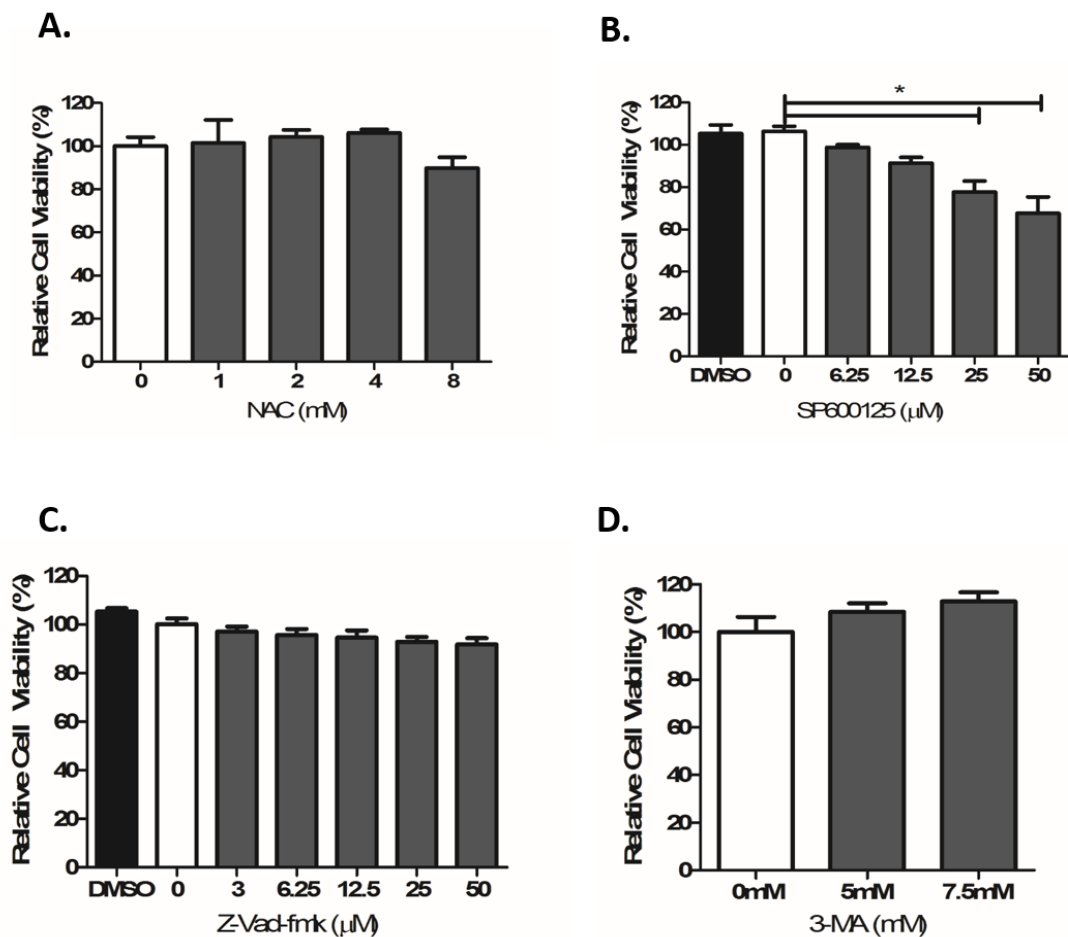 A.
Relative Cell Viability (%)
120
100
80
60
40
20
0
0 1 2 4 8
NAC (mM)
B.
Relative Cell Viability (%)
120
100
80
60
40
20
0
*
DMSO 0 6.25 12.5 25 50
SP600125 (μM)
C.
Relative Cell Viability (%)
120
100
80
60
40
20
0
DMSO 0 3 6.25 12.5 25 50
Z-Vad-fmk (μM)
D.
Relative Cell Viability (%)
120
100
80
60
40
20
0
0mM 5mM 7.5mM
3-MA (mM)